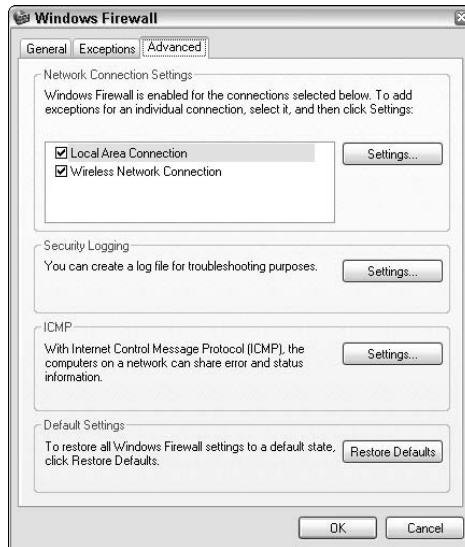 Windows Firewall
General
Exceptions
Advanced
Network Connection Settings
Windows Firewall is enabled for the connections selected below. To add
exceptions for an individual connection, select it, and then click Settings:
Local Area Connection
Wireless Network Connection
Settings...
Security Logging
You can create a log file for troubleshooting purposes.
Settings...
ICMP
With Internet Control Message Protocol (ICMP), the
computers on a network can share error and status
information.
Settings...
Default Settings
To restore all Windows Firewall settings to a default state,
click Restore Defaults.
Restore Defaults
OK
Cancel